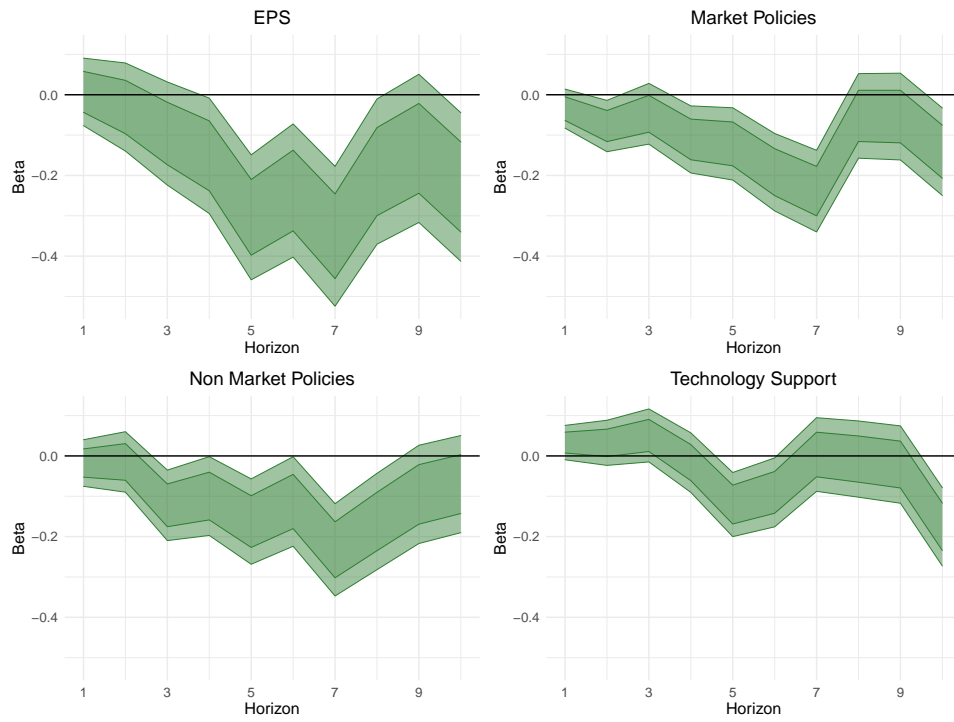 EPS
Beta
0.0
−0.2
−0.4
1 3 5 7 9
Horizon
Market Policies
Beta
0.0
−0.2
−0.4
1 3 5 7 9
Horizon
Non Market Policies
Beta
0.0
−0.2
−0.4
1 3 5 7 9
Horizon
Technology Support
Beta
0.0
−0.2
−0.4
1 3 5 7 9
Horizon